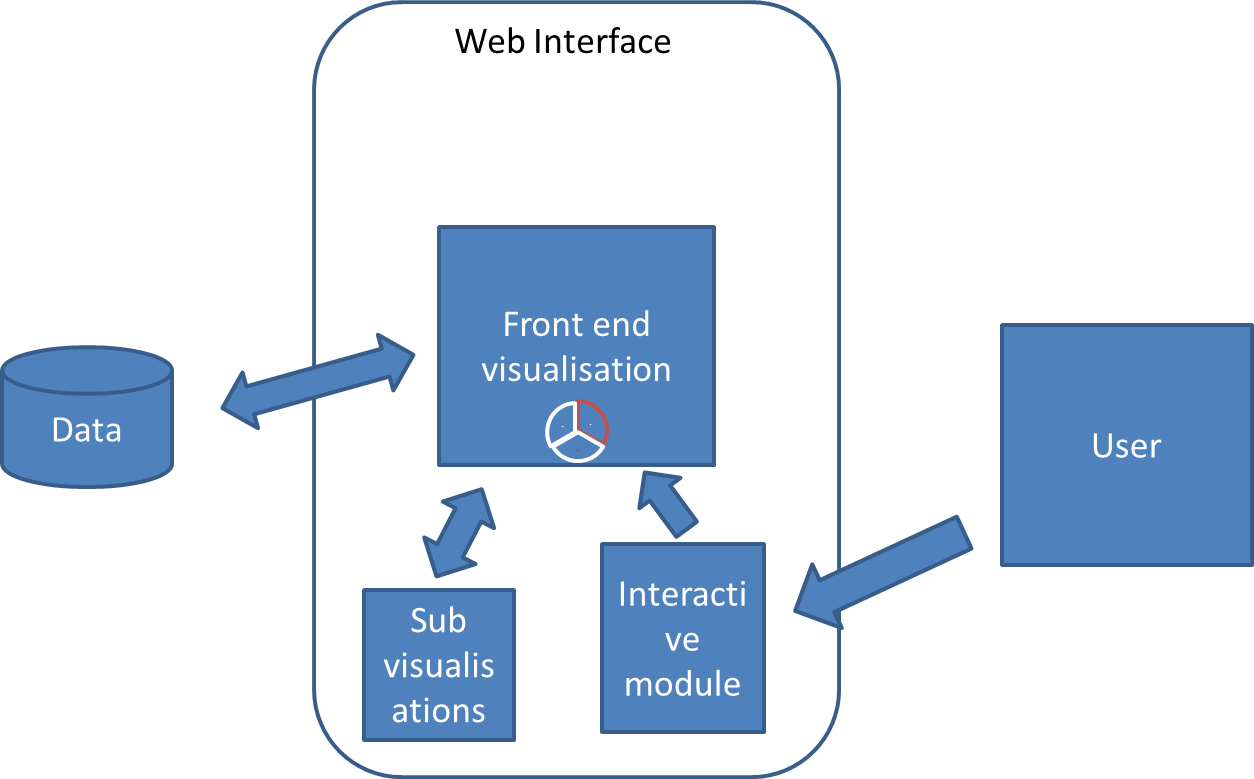 Web Interface
Front end
visualisation
Data
User
Sub
visualis
ations
Interacti
ve
module